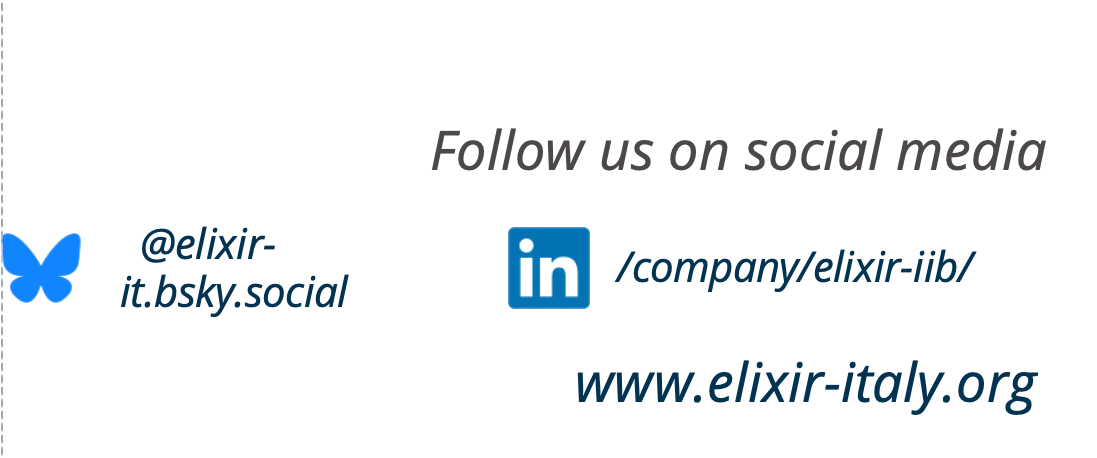 Follow us on social media
@elixir-
it.bsky.social
in
/company/elixir-iib/
www.elixir-italy.org